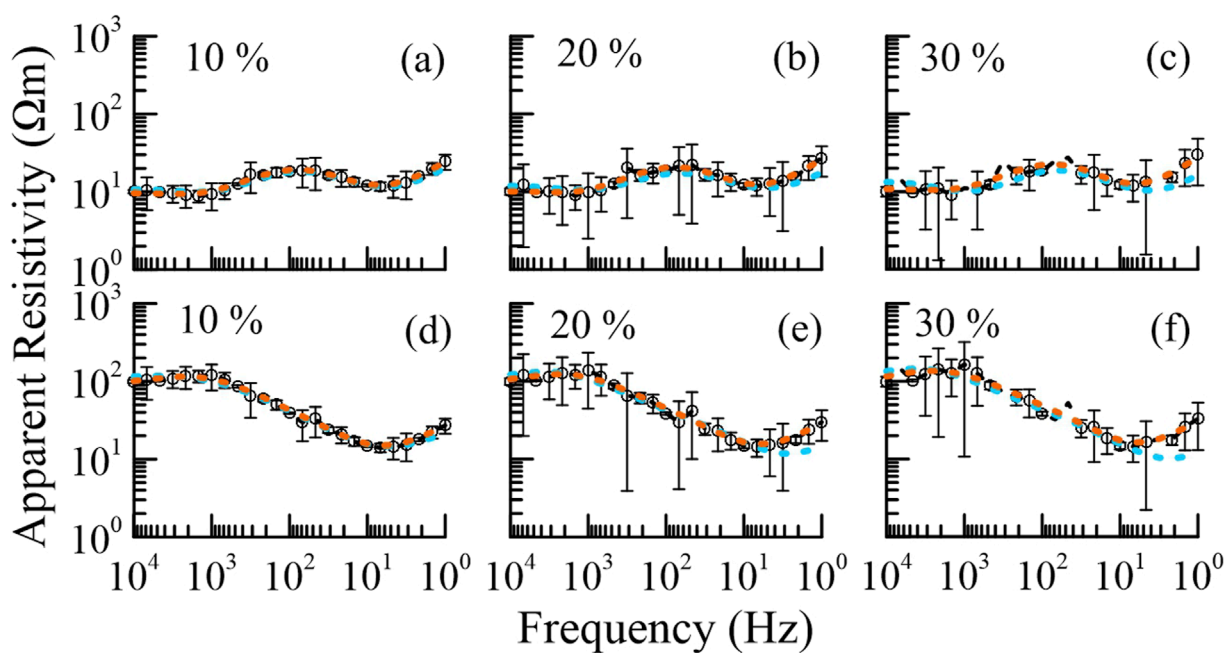 Apparent Resistivity (Ωm)
10³
10²
10¹
10⁰
10 %
(a)
20 %
(b)
30 %
(c)
10³
10²
10¹
10⁰
10 %
(d)
20 %
(e)
30 %
(f)
10⁴ 10³ 10² 10¹ 10⁰
10⁴ 10³ 10² 10¹ 10⁰
10⁴ 10³ 10² 10¹ 10⁰
Frequency (Hz)